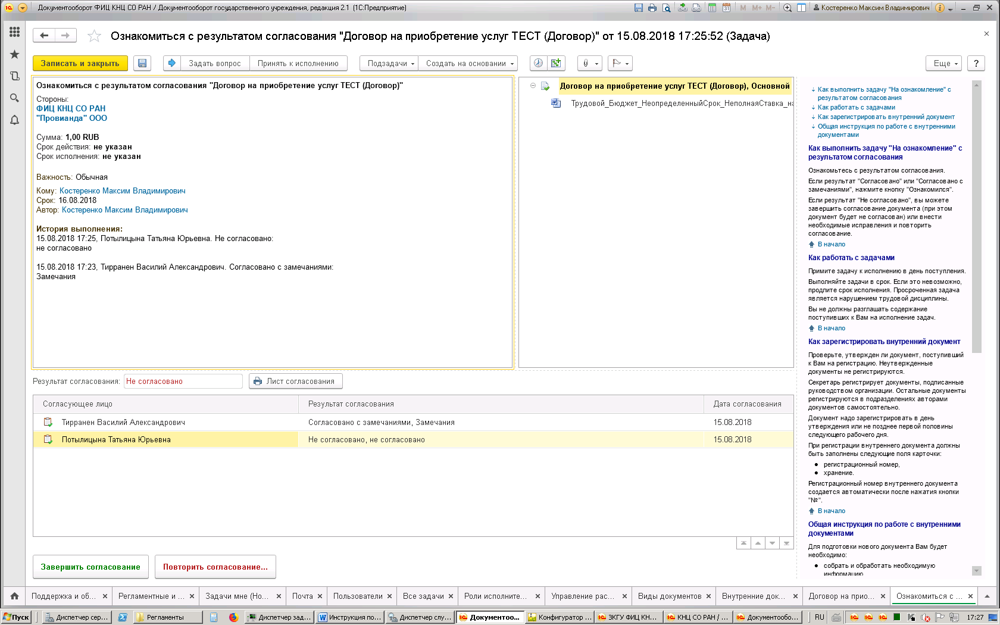 Документооборот ФИЦ КНЦ СО РАН / Документооборот государственного учреждения, редакция 2.1 (1С:Предприятие)
M M+ M-
Костеренко Максим Владимирович
Ознакомиться с результатом согласования "Договор на приобретение услуг ТЕСТ (Договор)" от 15.08.2018 17:25:52 (Задача)
Записать и закрыть
Задать вопрос
Принять к исполнению
Подзадачи
Создать на основании
Еще
?
Ознакомиться с результатом согласования "Договор на приобретение услуг ТЕСТ (Договор)"
Стороны:
ФИЦ КНЦ СО РАН
"Провианда" ООО
Сумма: 1,00 RUB
Срок действия: не указан
Срок исполнения: не указан
Важность: Обычная
Кому: Костеренко Максим Владимирович
Срок: 16.08.2018
Автор: Костеренко Максим Владимирович
История выполнения:
15.08.2018 17:25, Потылицына Татьяна Юрьевна. Не согласовано:
не согласовано
15.08.2018 17:23, Тирранен Василий Александрович. Согласовано с замечаниями:
Замечания
Договор на приобретение услуг ТЕСТ (Договор), Основной
Трудовой_Бюджет_НеопределенныйСрок_НеполнаяСтавка_на
Результат согласования: Не согласовано
Лист согласования
Согласующее лицо Результат согласования Дата согласования
Тирранен Василий Александрович Согласовано с замечаниями, Замечания 15.08.2018
Потылицына Татьяна Юрьевна Не согласовано, не согласовано 15.08.2018
Завершить согласование
Повторить согласование...
Как выполнить задачу "На ознакомление" с
результатом согласования
Как работать с задачами
Как зарегистрировать внутренний документ
Общая инструкция по работе с внутренними
документами
Как выполнить задачу "На ознакомление" с
результатом согласования
Ознакомьтесь с результатом согласования.
Если результат "Согласовано" или "Согласовано с
замечаниями", нажмите кнопку "Ознакомился".
Если результат "Не согласовано", вы можете
завершить согласование документа (при этом
документ будет не согласован) или внести
необходимые исправления и повторить
согласование.
В начало
Как работать с задачами
Примите задачу к исполнению в день поступления.
Выполняйте задачи в срок. Если это невозможно,
продлите срок исполнения. Просроченная задача
является нарушением трудовой дисциплины.
Вы не должны разглашать содержание
поступивших к Вам на исполнение задач.
В начало
Как зарегистрировать внутренний документ
Проверьте, утвержден ли документ, поступивший
к Вам на регистрацию. Неутвержденные
документы не регистрируются.
Секретарь регистрирует документы, подписанные
руководством организации. Остальные документы
регистрируются в подразделениях авторами
документов самостоятельно.
Документ надо зарегистрировать в день
утверждения или не позднее первой половины
следующего рабочего дня.
При регистрации внутреннего документа должны
быть заполнены следующие поля карточки:
● регистрационный номер,
● хранение.
Регистрационный номер внутреннего документа
создается автоматически после нажатия кнопки
"№".
В начало
Общая инструкция по работе с внутренними
документами
Для подготовки нового документа Вам будет
необходимо:
● собрать и обработать необходимую
информацию
Поддержка и об... Регламентные и ... Задачи мне (Но... Почта Пользователи Все задачи Роли исполните... Управление рас... Виды документов Внутренние док... Договор на прио... Ознакомиться с ...
Пуск Диспетчер сер... Регламенты Диспетчер зад... Инструкция по... Диспетчер слу... Документоо... Конфигуратор ... ЗКГУ ФИЦ КН... КНЦ СО РАН / ... Документообо... RU 17:27